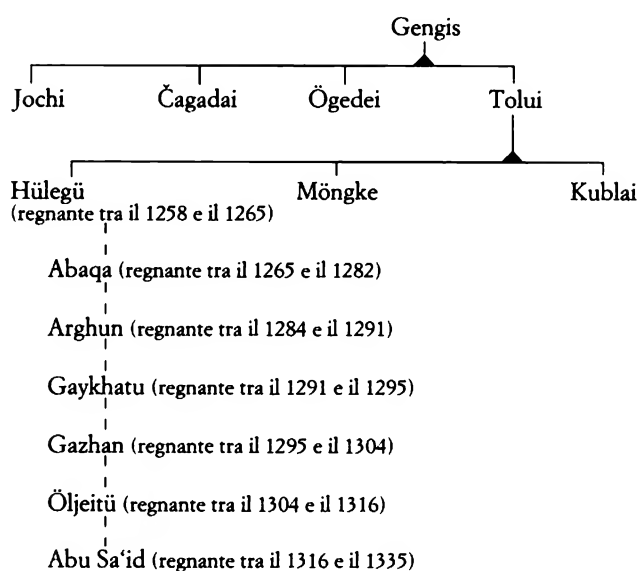 Gengis
Jochi Čagadai Ögedei Tolui
Hülegü Möngke Kublai
(regnante tra il 1258 e il 1265)
Abaqa (regnante tra il 1265 e il 1282)
Arghun (regnante tra il 1284 e il 1291)
Gaykhatu (regnante tra il 1291 e il 1295)
Gazhan (regnante tra il 1295 e il 1304)
Öljeitü (regnante tra il 1304 e il 1316)
Abu Sa‘id (regnante tra il 1316 e il 1335)